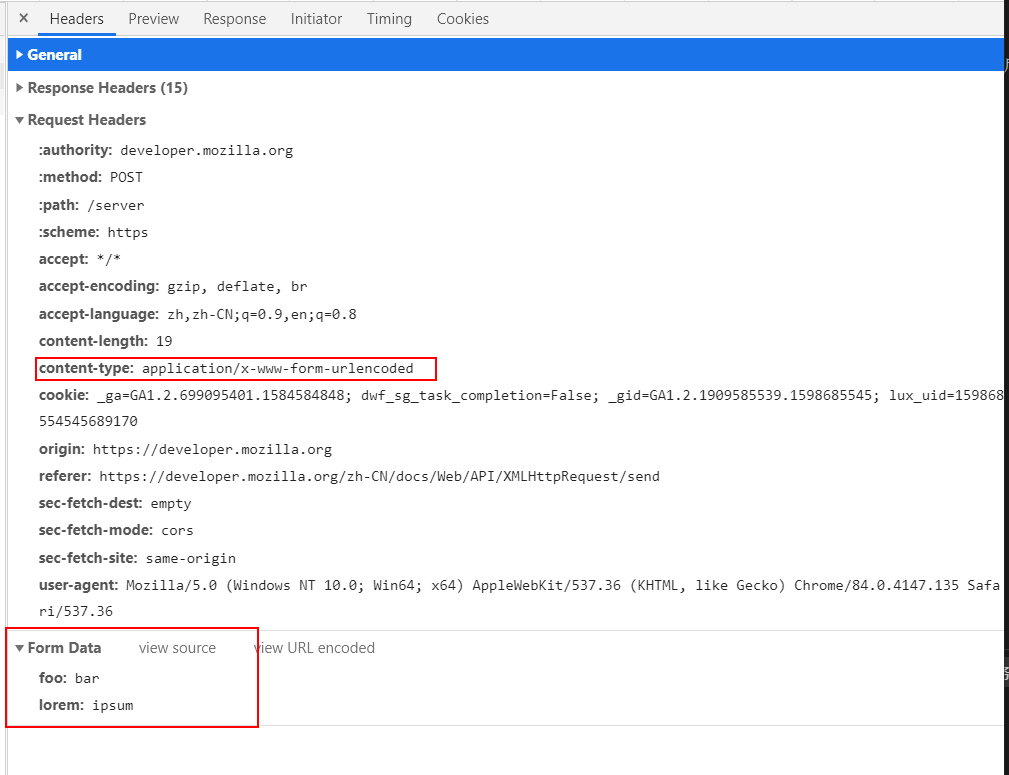 × Headers Preview Response Initiator Timing Cookies
General
Response Headers (15)
Request Headers
:authority: developer.mozilla.org
:method: POST
:path: /server
:scheme: https
accept: */*
accept-encoding: gzip, deflate, br
accept-language: zh,zh-CN;q=0.9,en;q=0.8
content-length: 19
content-type: application/x-www-form-urlencoded
cookie: _ga=GA1.2.699095401.1584584848; dwf_sg_task_completion=False; _gid=GA1.2.1909585539.1598685545; lux_uid=159868
554545689170
origin: https://developer.mozilla.org
referer: https://developer.mozilla.org/zh-CN/docs/Web/API/XMLHttpRequest/send
sec-fetch-dest: empty
sec-fetch-mode: cors
sec-fetch-site: same-origin
user-agent: Mozilla/5.0 (Windows NT 10.0; Win64; x64) AppleWebKit/537.36 (KHTML, like Gecko) Chrome/84.0.4147.135 Safa
ri/537.36
Form Data view source view URL encoded
foo: bar
lorem: ipsum